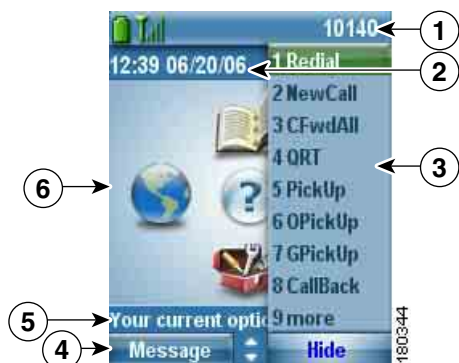 10140
1
12:39 06/20/06
2
1 Redial
2 NewCall
3 CFwdAll
4 QRT
5 PickUp
6 OPickUp
7 GPickUp
8 CallBack
9 more
3
6
?
5
Your current optio
4
Message
Hide
180344